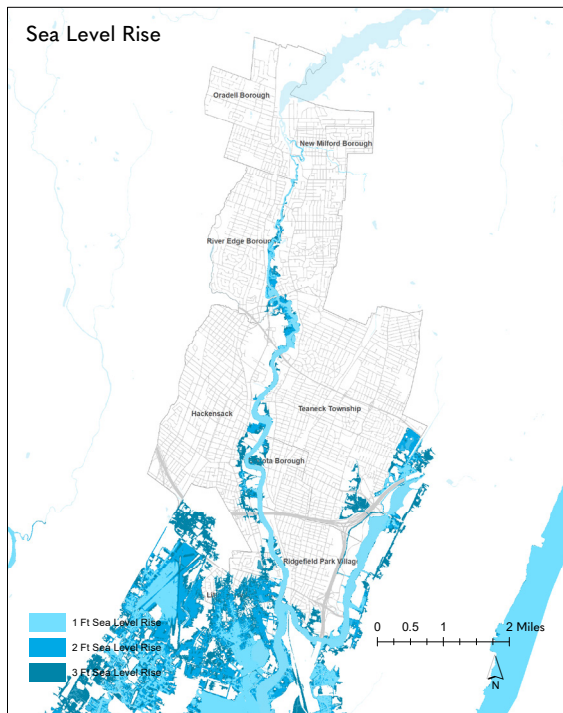 Sea Level Rise
Oradell Borough
New Milford Borough
River Edge Borough
Teaneck Township
Hackensack
Ridgefield Park Village
1 Ft Sea Level Rise
2 Ft Sea Level Rise
3 Ft Sea Level Rise
0 0.5 1 2 Miles
N